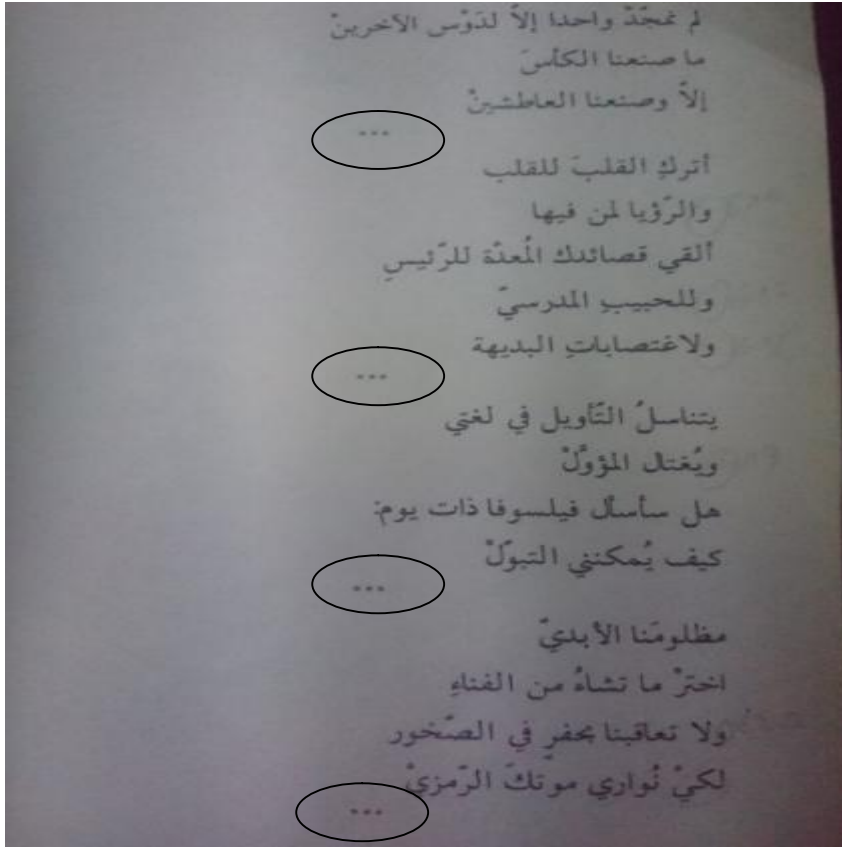 لم نمجّدْ واحدا إلاّ لدَوْس الآخرينْ
ما صنعنا الكأسَ
إلاّ وصنعنا العاطشينْ
***
أتركِ القلبَ للقلب
والرّؤيا لمن فيها
ألقي قصائدك المُعدّة للرّئيسِ
وللحبيبِ المدرسيّ
ولاغتصاباتِ البديهة
***
يتناسلُ التّأويل في لغتي
ويُغتال المؤوّلْ
هل سأسأل فيلسوفا ذات يوم:
كيف يُمكنني التبوّلْ
***
مظلومَنا الأبديّ
اخترْ ما تشاءُ من الفناءِ
ولا تعاقبنا بحفرٍ في الصّخور
لكيْ نُواري موتكَ الرّمزيْ
***